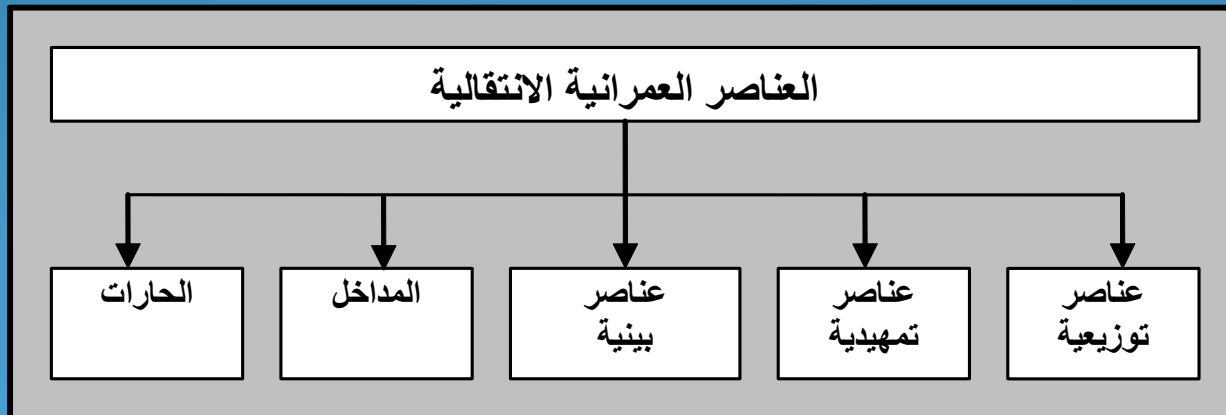 العناصر العمرانية الانتقالية
عناصر
توزيعية
عناصر
تمهيدية
عناصر
بينية
المداخل
الحارات